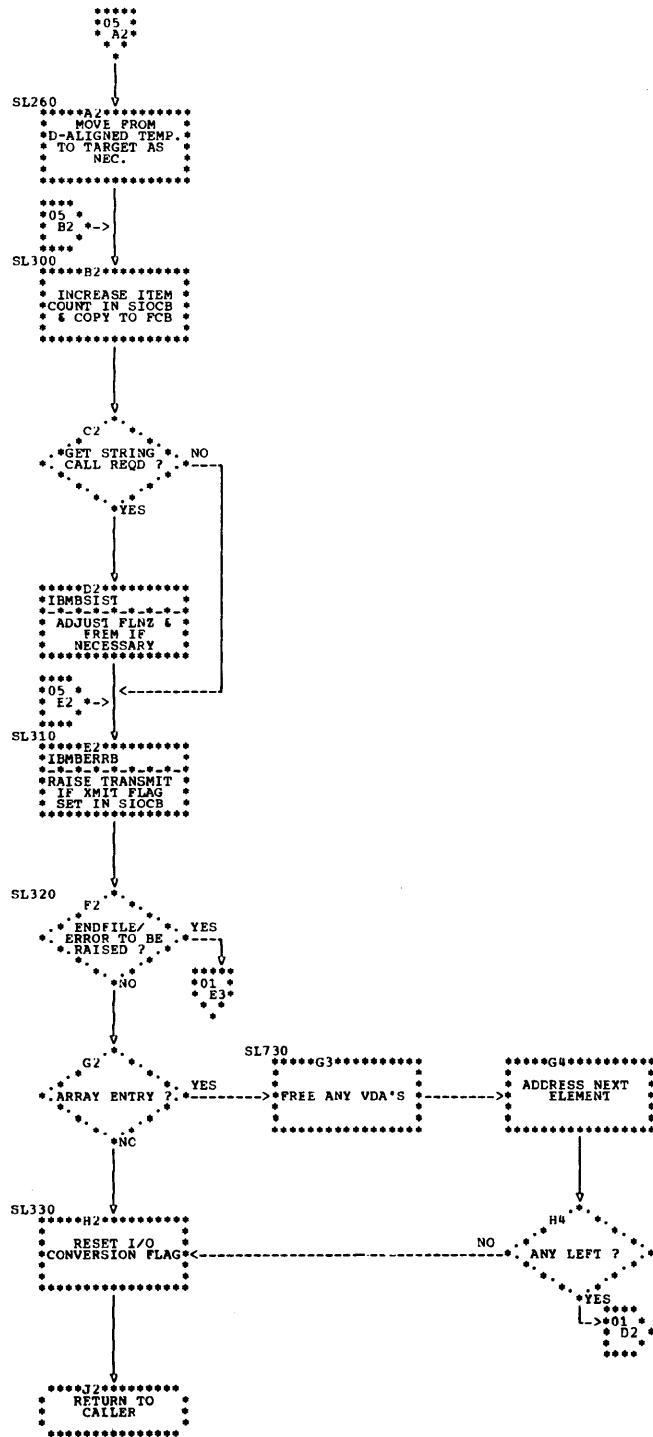 05
A2
SL260
A2
MOVE FROM
D-ALIGNED TEMP.
TO TARGET AS
NEC.
05
B2
SL300
B2
INCREASE ITEM
COUNT IN SIOCB
& COPY TO FCB
C2
GET STRING
CALL REQD ?
NO
YES
D2
IBMBSIST
ADJUST FLNZ &
FREM IF
NECESSARY
05
E2
SL310
E2
IBMBERRB
RAISE TRANSMIT
IF XMIT FLAG
SET IN SIOCB
SL320
F2
ENDFILE/
ERROR TO BE
RAISED ?
YES
NO
01
E3
G2
ARRAY ENTRY ?
YES
NC
SL730
G3
FREE ANY VDA'S
G4
ADDRESS NEXT
ELEMENT
SL330
H2
RESET I/O
CONVERSION FLAG
H4
ANY LEFT ?
NO
YES
01
D2
J2
RETURN TO
CALLER